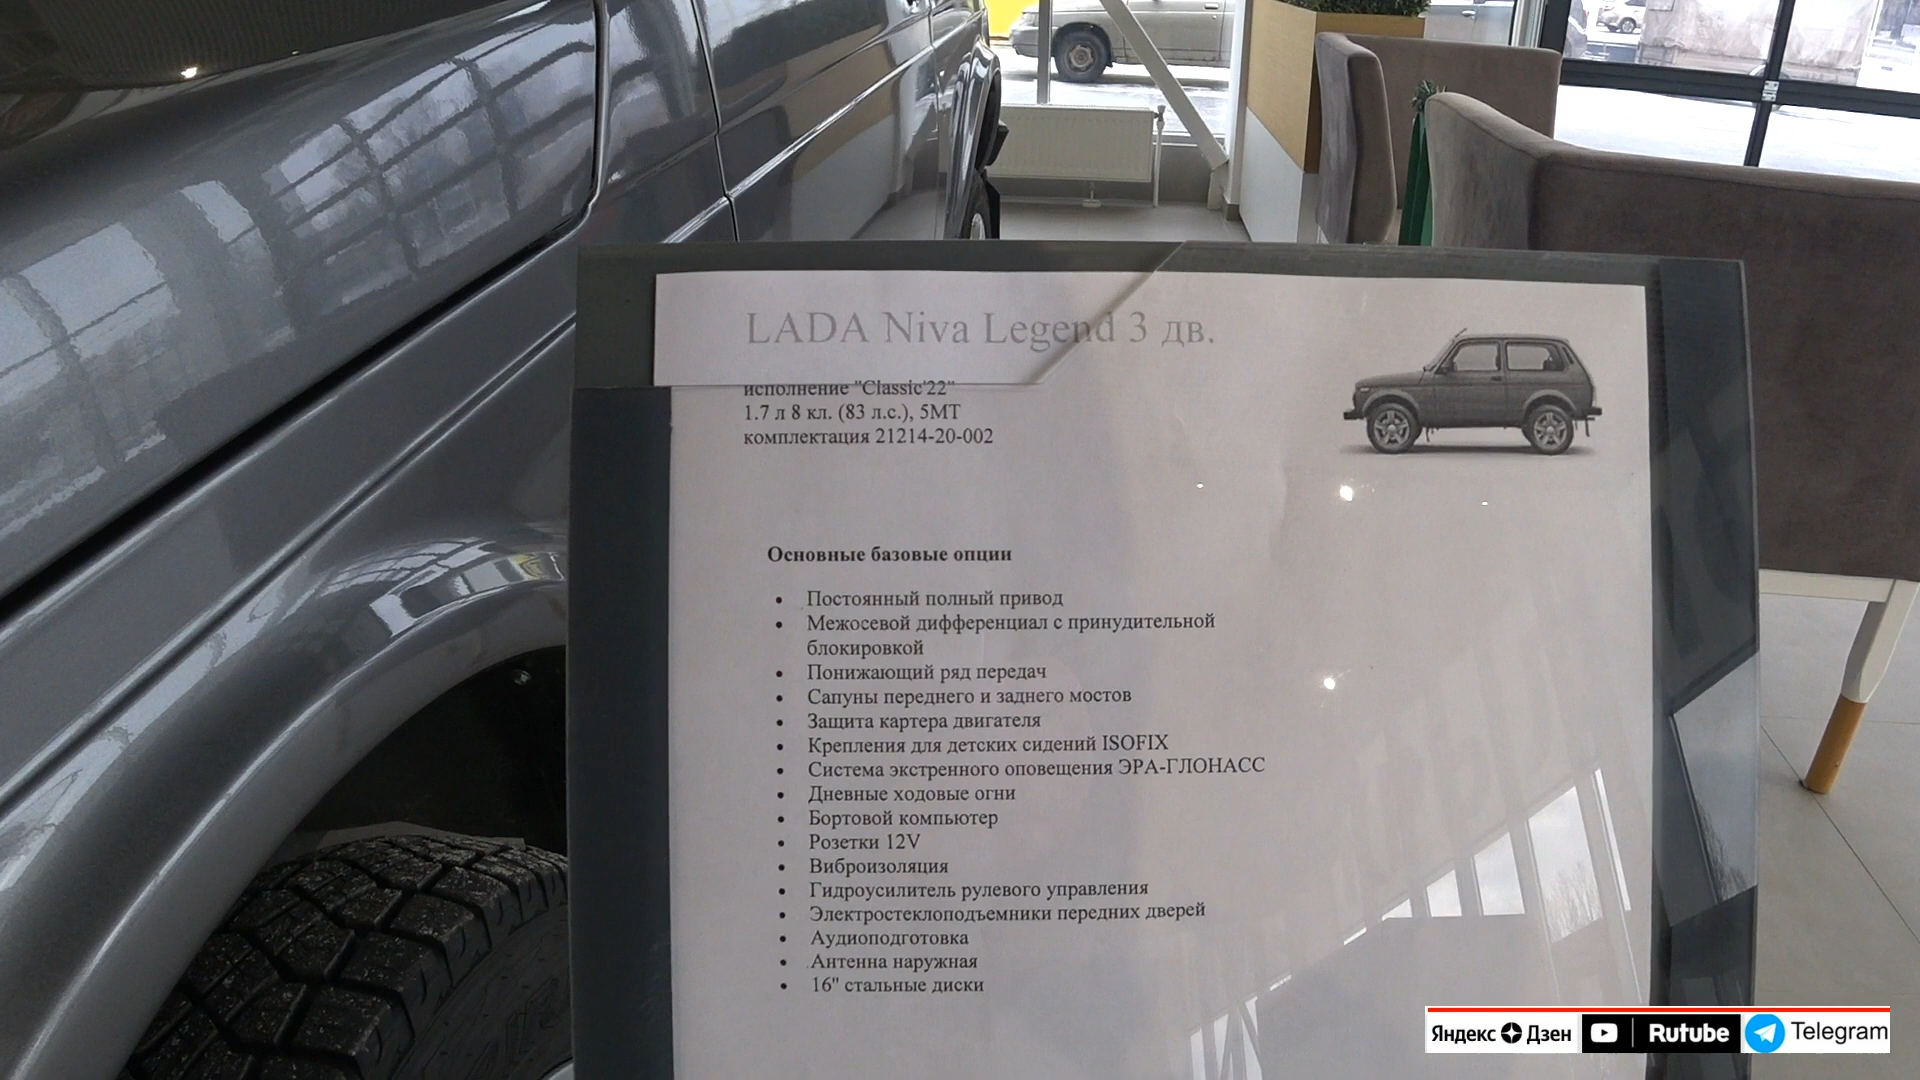 LADA Niva Legend 3 дв.
исполнение "Classic'22"
1.7 л 8 кл. (83 л.с.), 5МТ
комплектация 21214-20-002
Основные базовые опции
• Постоянный полный привод
• Межосевой дифференциал с принудительной
блокировкой
• Понижающий ряд передач
• Сапуны переднего и заднего мостов
• Защита картера двигателя
• Крепления для детских сидений ISOFIX
• Система экстренного оповещения ЭРА-ГЛОНАСС
• Дневные ходовые огни
• Бортовой компьютер
• Розетки 12V
• Виброизоляция
• Гидроусилитель рулевого управления
• Электростеклоподъемники передних дверей
• Аудиоподготовка
• Антенна наружная
• 16" стальные диски
Яндекс Дзен Rutube Telegram